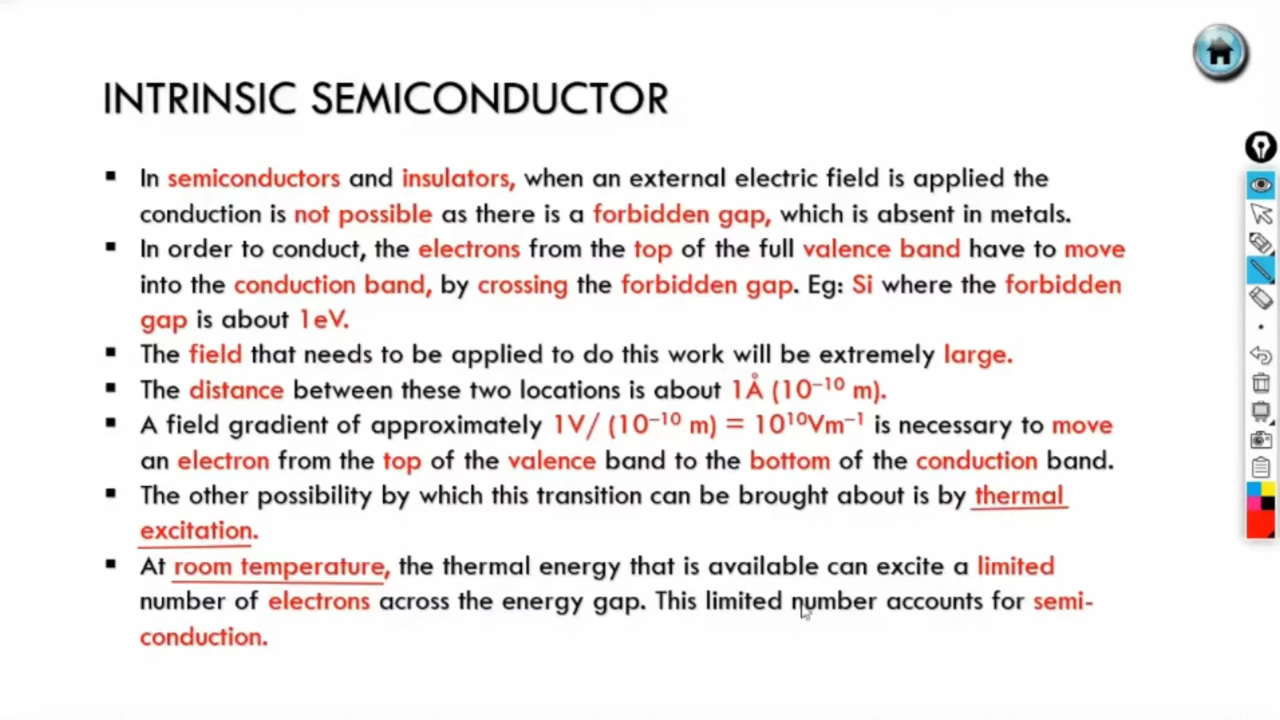 INTRINSIC SEMICONDUCTOR
▪ In semiconductors and insulators, when an external electric field is applied the
conduction is not possible as there is a forbidden gap, which is absent in metals.
▪ In order to conduct, the electrons from the top of the full valence band have to move
into the conduction band, by crossing the forbidden gap. Eg: Si where the forbidden
gap is about 1eV.
▪ The field that needs to be applied to do this work will be extremely large.
▪ The distance between these two locations is about 1Å (10⁻¹⁰ m).
▪ A field gradient of approximately 1V/ (10⁻¹⁰ m) = 10¹⁰Vm⁻¹ is necessary to move
an electron from the top of the valence band to the bottom of the conduction band.
▪ The other possibility by which this transition can be brought about is by thermal
excitation.
▪ At room temperature, the thermal energy that is available can excite a limited
number of electrons across the energy gap. This limited number accounts for semi-
conduction.